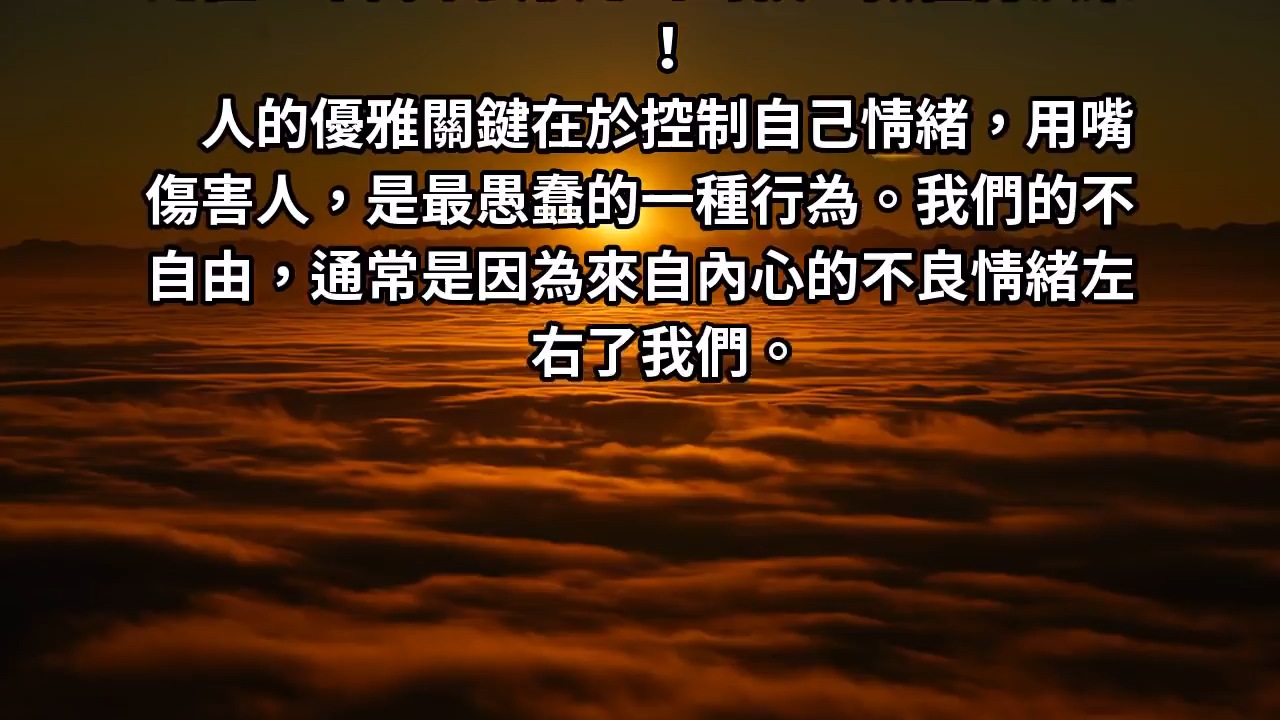 ！
人的優雅關鍵在於控制自己情緒，用嘴
傷害人，是最愚蠢的一種行為。我們的不
自由，通常是因為來自內心的不良情緒左
右了我們。